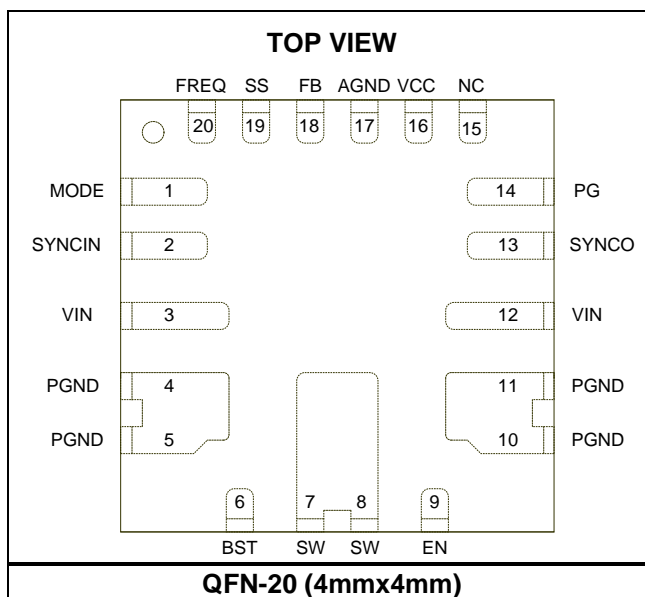 TOP VIEW
FREQ SS FB AGND VCC NC
20 19 18 17 16 15
MODE 1 14 PG
SYNCIN 2 13 SYNCO
VIN 3 12 VIN
PGND 4 11 PGND
PGND 5 10 PGND
6 7 8 9
BST SW SW EN
QFN-20 (4mmx4mm)